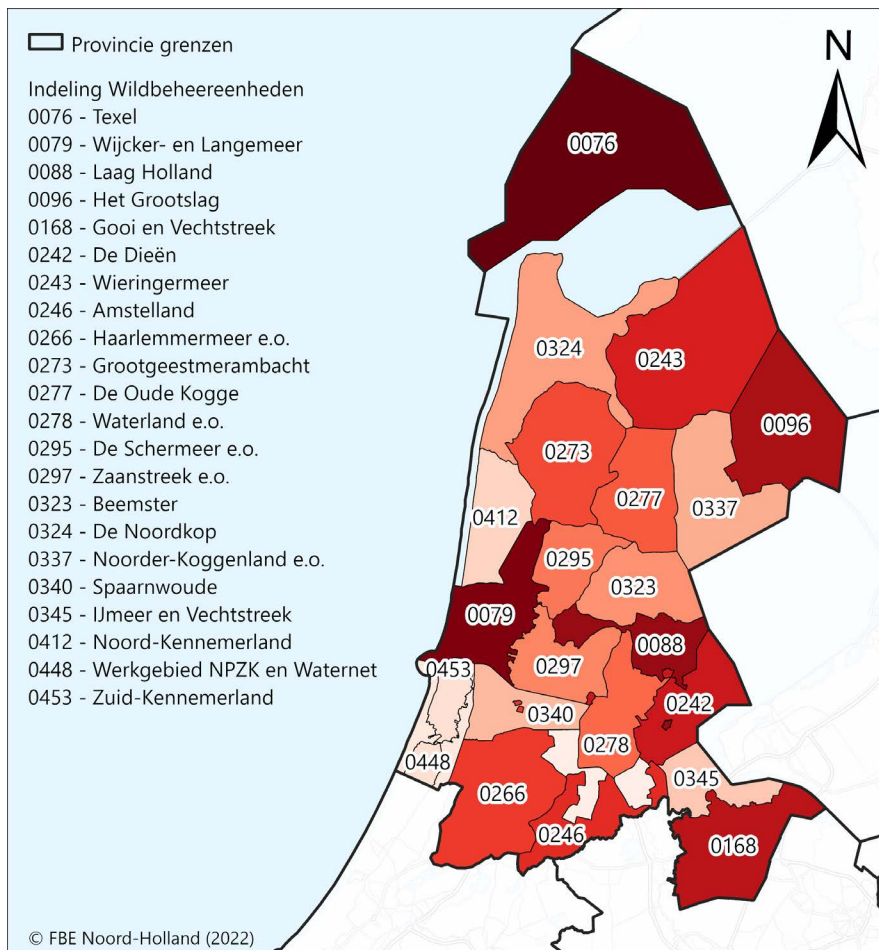 Provincie grenzen
Indeling Wildbeheereenheden
0076 - Texel
0079 - Wijcker- en Langemeer
0088 - Laag Holland
0096 - Het Grootslag
0168 - Gooi en Vechtstreek
0242 - De Dieën
0243 - Wieringermeer
0246 - Amstelland
0266 - Haarlemmermeer e.o.
0273 - Grootgeestmerambacht
0277 - De Oude Kogge
0278 - Waterland e.o.
0295 - De Schermeer e.o.
0297 - Zaanstreek e.o.
0323 - Beemster
0324 - De Noordkop
0337 - Noorder-Koggenland e.o.
0340 - Spaarnwoude
0345 - IJmeer en Vechtstreek
0412 - Noord-Kennemerland
0448 - Werkgebied NPZK en Waternet
0453 - Zuid-Kennemerland
N
0076
0324
0243
0096
0273
0277
0337
0412
0295
0323
0079
0088
0297
0453
0242
0340
0278
0448
0345
0266
0246
0168
© FBE Noord-Holland (2022)